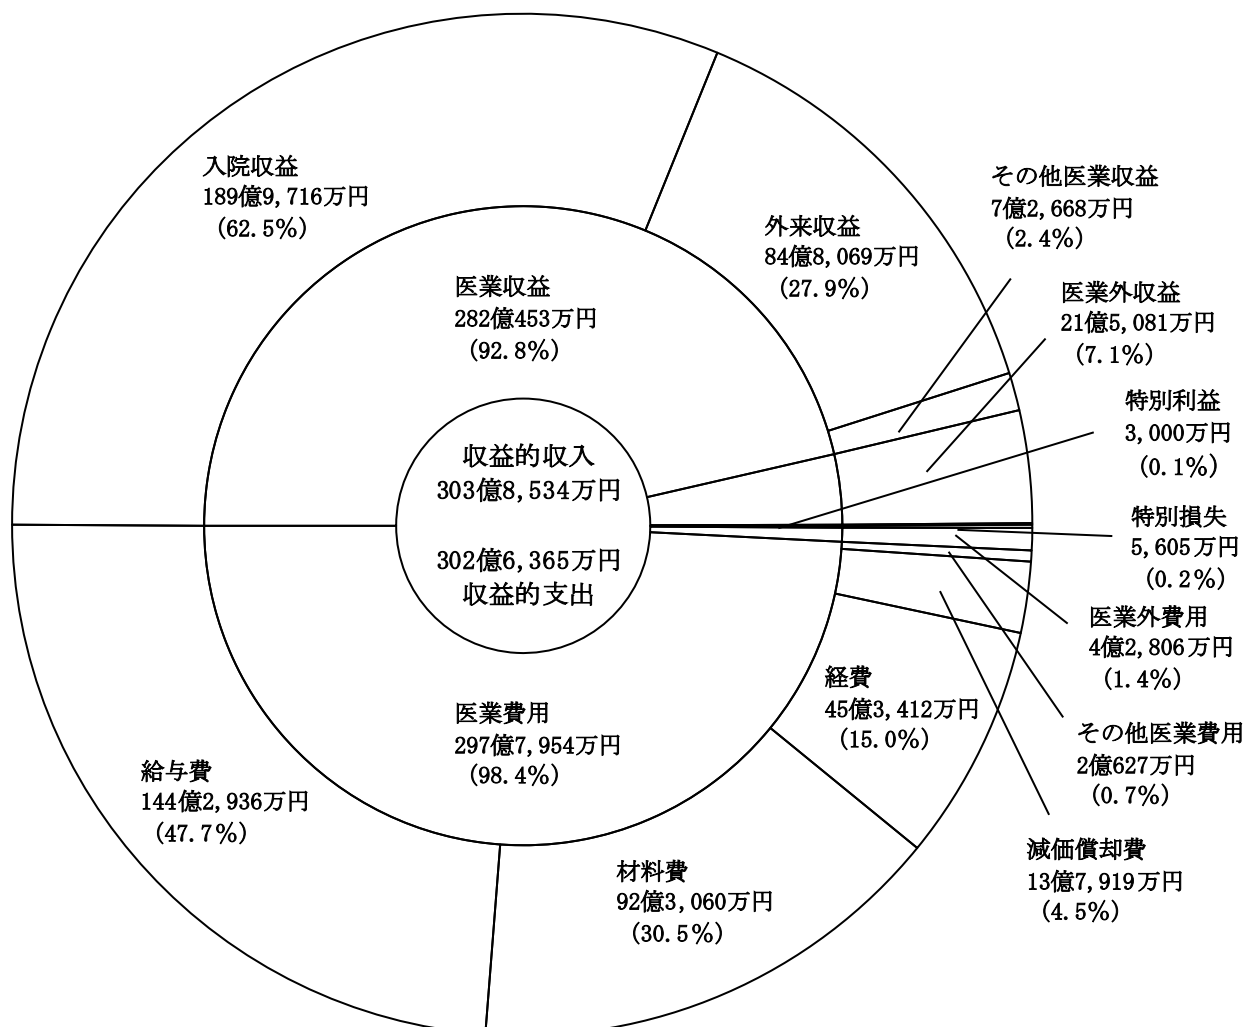 入院収益
189億9,716万円
(62.5%)
外来収益
84億8,069万円
(27.9%)
その他医業収益
7億2,668万円
(2.4%)
医業収益
282億453万円
(92.8%)
医業外収益
21億5,081万円
(7.1%)
特別利益
3,000万円
(0.1%)
収益的収入
303億8,534万円
302億6,365万円
収益的支出
特別損失
5,605万円
(0.2%)
医業外費用
4億2,806万円
(1.4%)
その他医業費用
2億627万円
(0.7%)
減価償却費
13億7,919万円
(4.5%)
経費
45億3,412万円
(15.0%)
医業費用
297億7,954万円
(98.4%)
給与費
144億2,936万円
(47.7%)
材料費
92億3,060万円
(30.5%)